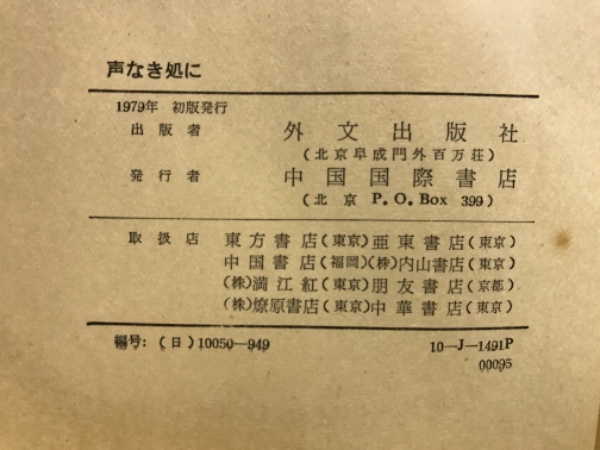 声なき処に
1979年 初版発行
出版者 外文出版社
(北京阜成門外百万荘)
発行者 中国国際書店
(北京 P.O.Box 399)
取扱店 東方書店(東京)亜東書店(東京)
中国書店(福岡)(株)内山書店(東京)
(株)満江紅(東京)朋友書店(京都)
(株)燎原書店(東京)中華書店(東京)
編号:(日)10050—949 10—J—1491P
00095